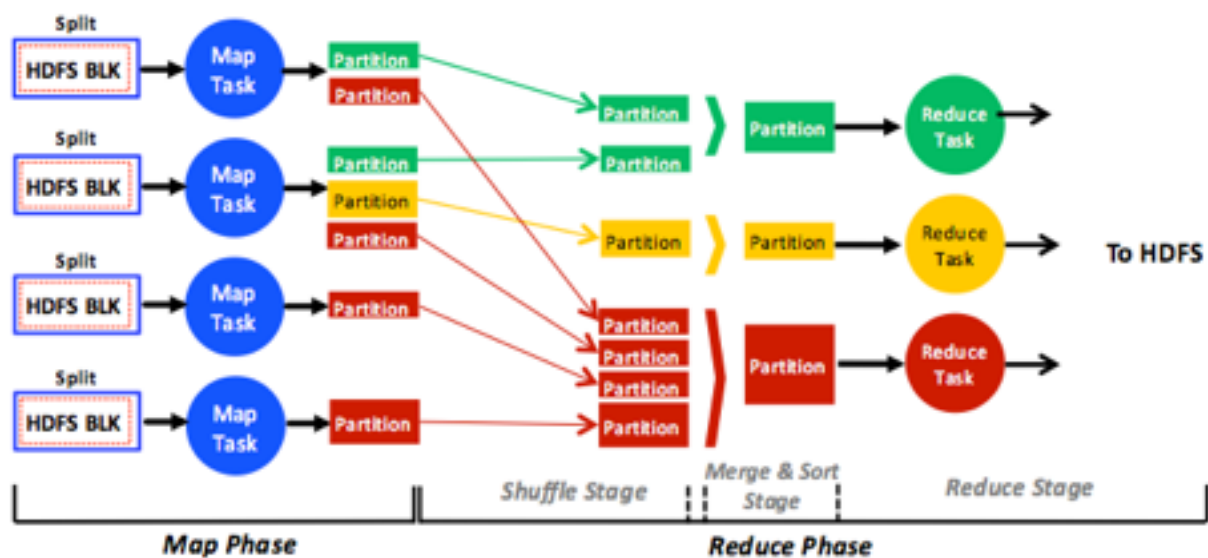 Split
HDFS BLK
Map
Task
Partition
Partition
Split
HDFS BLK
Map
Task
Partition
Partition
Partition
Split
HDFS BLK
Map
Task
Partition
Split
HDFS BLK
Map
Task
Partition
Partition
Partition
Partition
Partition
Partition
Partition
Partition
Partition
Partition
Partition
Reduce
Task
Reduce
Task
Reduce
Task
To HDFS
Shuffle Stage
Merge & Sort
Stage
Reduce Stage
Map Phase
Reduce Phase